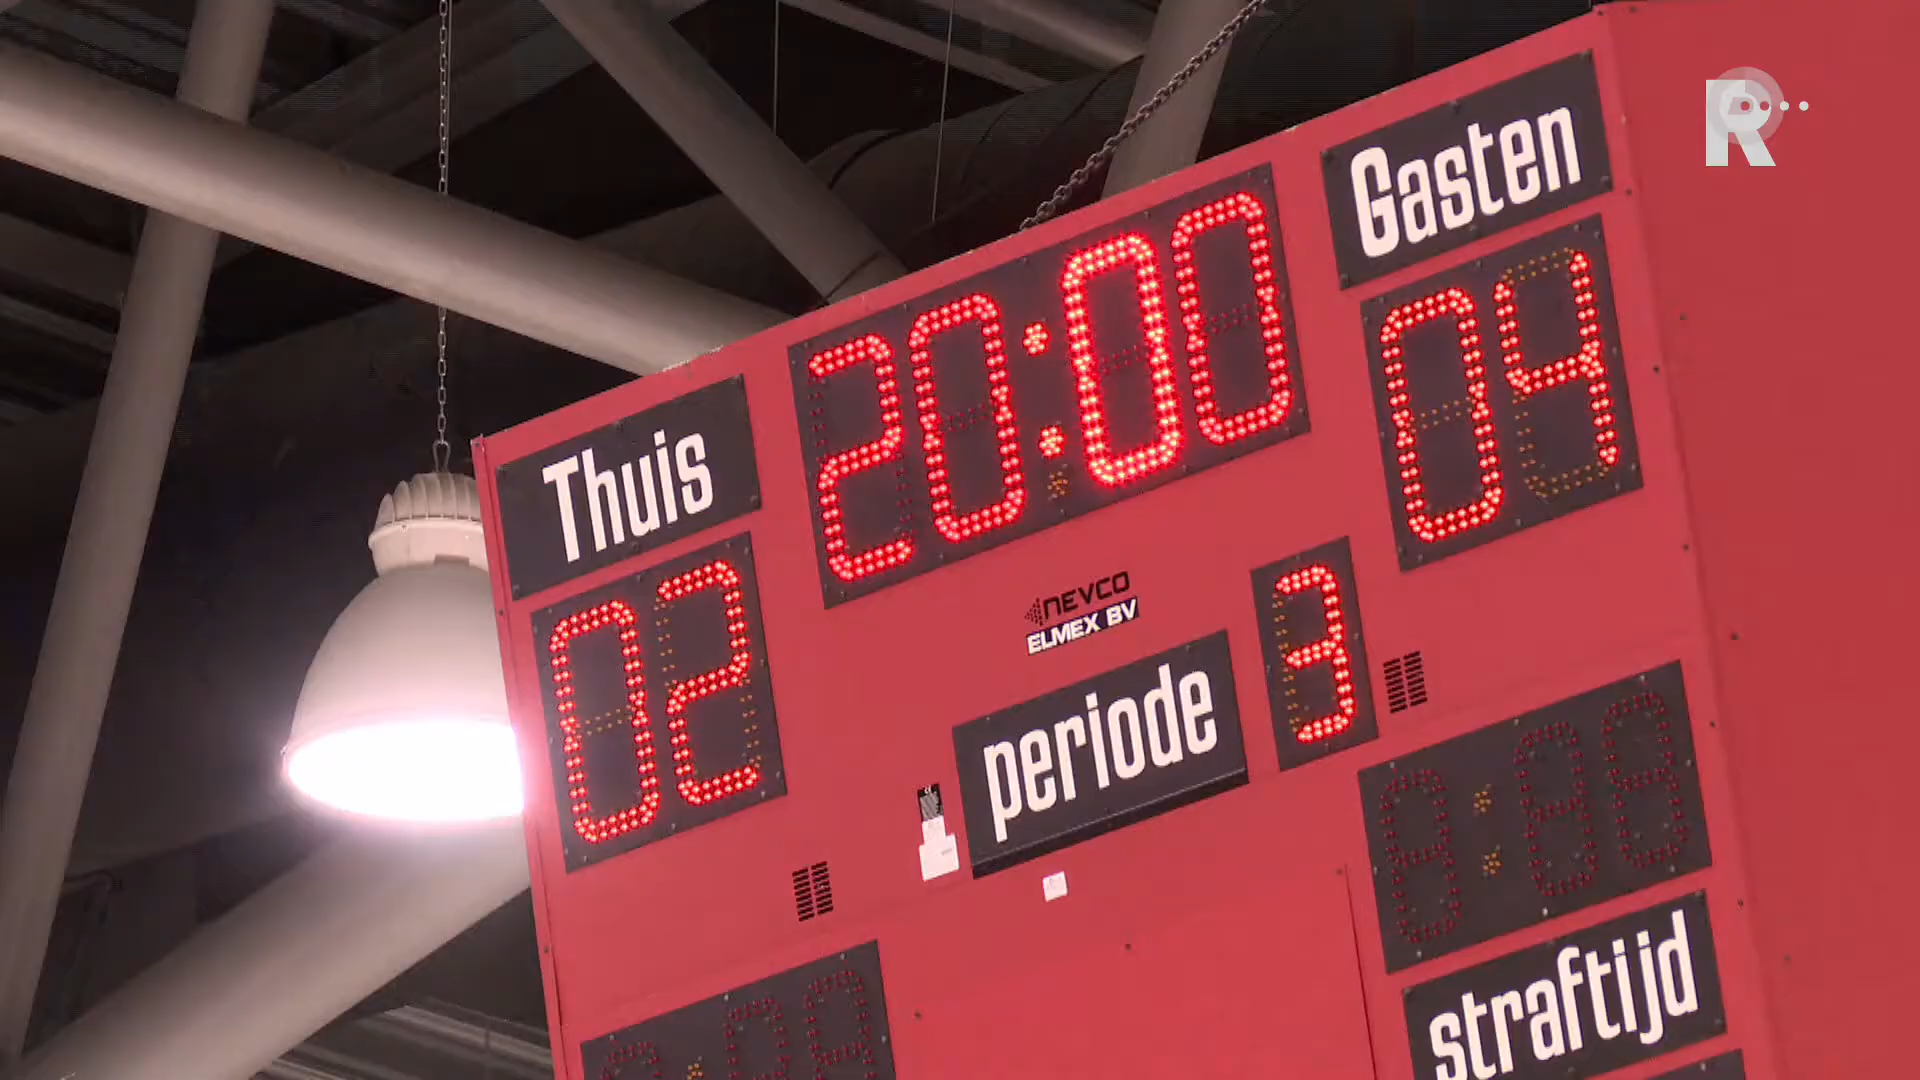 R
Gasten
20:00
04
Thuis
02
NEVCO
ELMEX BV
periode
3
straftijd